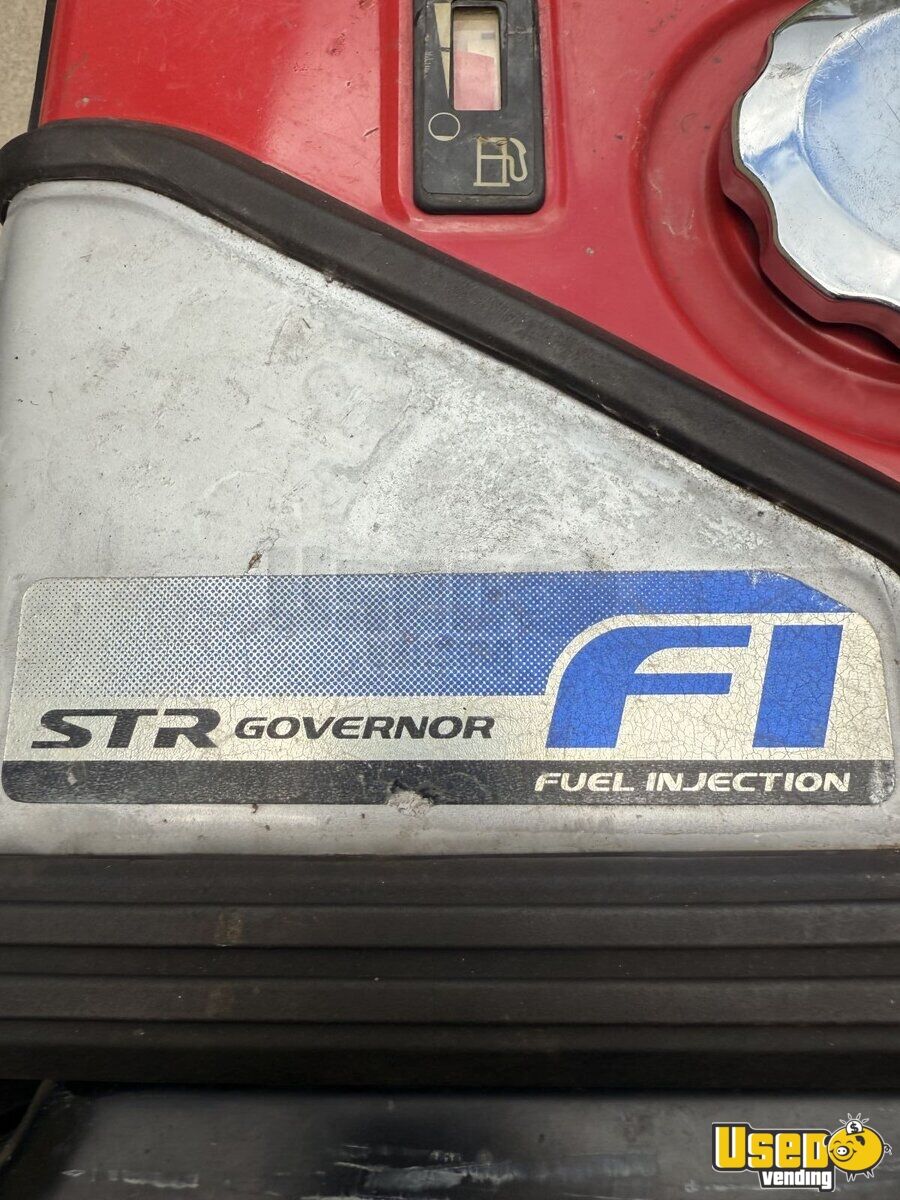 STR GOVERNOR
FI
FUEL INJECTION
USED
vending